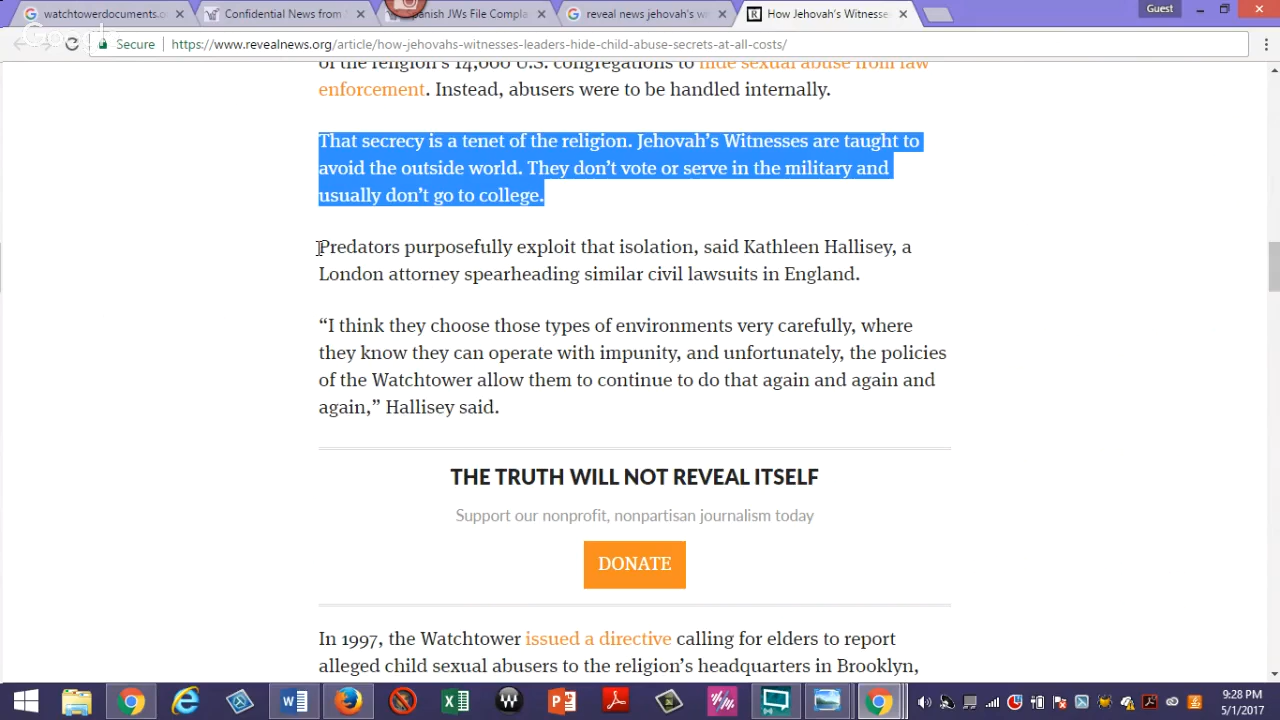 watchtowerdocuments.o
Confidential News from
panish JWs File Compla
reveal news jehovah's w
How Jehovah's Witnesse
Guest
Google
Secure
https://www.revealnews.org/article/how-jehovahs-witnesses-leaders-hide-child-abuse-secrets-at-all-costs/
of the religion's 14,000 U.S. congregations to hide sexual abuse from law
enforcement. Instead, abusers were to be handled internally.
That secrecy is a tenet of the religion. Jehovah's Witnesses are taught to
avoid the outside world. They don't vote or serve in the military and
usually don't go to college.
Predators purposefully exploit that isolation, said Kathleen Hallisey, a
London attorney spearheading similar civil lawsuits in England.
“I think they choose those types of environments very carefully, where
they know they can operate with impunity, and unfortunately, the policies
of the Watchtower allow them to continue to do that again and again and
again,” Hallisey said.
THE TRUTH WILL NOT REVEAL ITSELF
Support our nonprofit, nonpartisan journalism today
DONATE
In 1997, the Watchtower issued a directive calling for elders to report
alleged child sexual abusers to the religion's headquarters in Brooklyn,
9:28 PM
5/1/2017